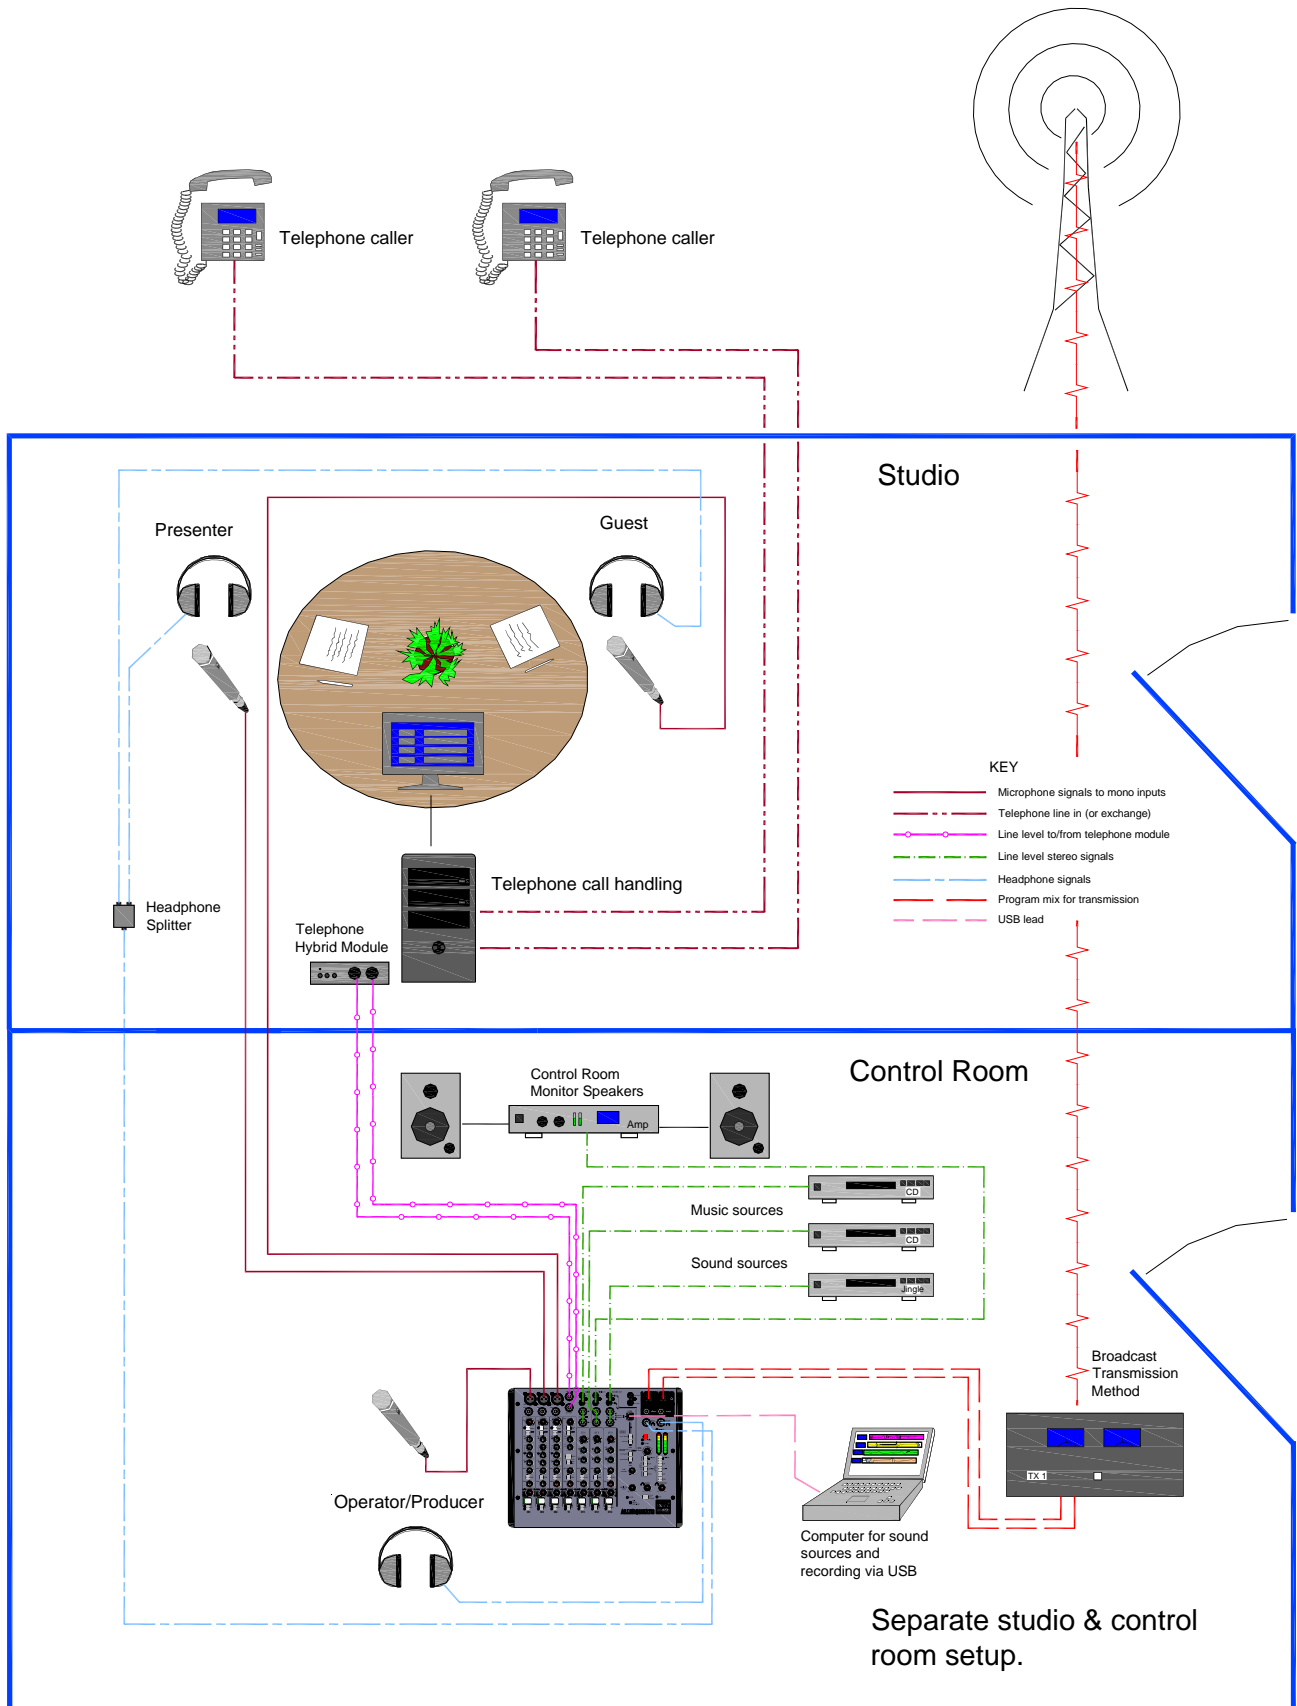 Telephone caller
Telephone caller
Studio
Presenter
Guest
KEY
Microphone signals to mono inputs
Telephone line in (or exchange)
Line level to/from telephone module
Line level stereo signals
Headphone signals
Program mix for transmission
USB lead
Telephone call handling
Headphone
Splitter
Telephone
Hybrid Module
Control Room
Control Room
Monitor Speakers
Amp
CD
Music sources
CD
Sound sources
Jingle
Broadcast
Transmission
Method
TX 1
Operator/Producer
Computer for sound
sources and
recording via USB
Separate studio & control
room setup.